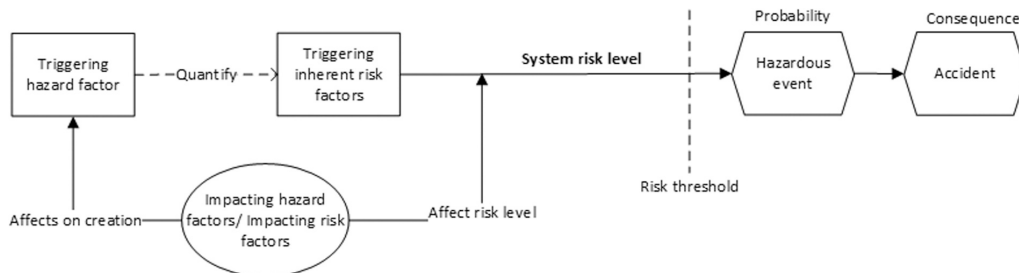 Probability
Consequence
Triggering
hazard factor
Quantify
Triggering
inherent risk
factors
System risk level
Hazardous
event
Accident
Risk threshold
Affects on creation
Impacting hazard
factors/ Impacting risk
factors
Affect risk level